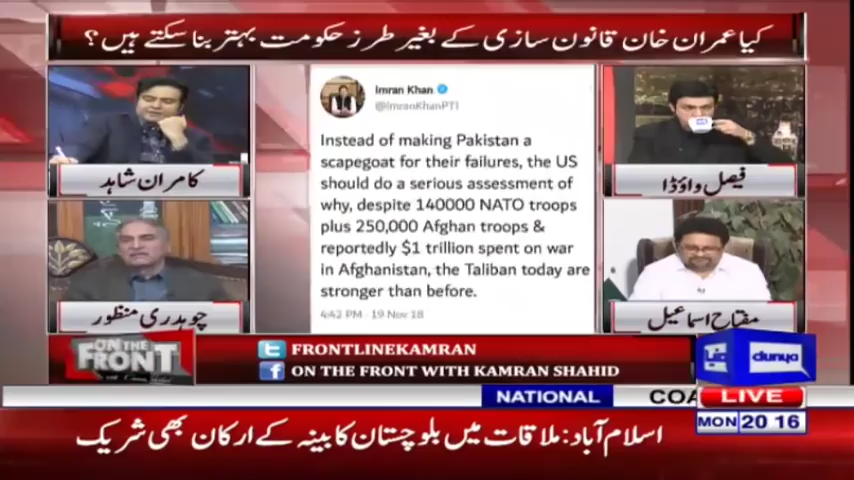 کیا عمران خان قانون سازی کے بغیر طرز حکومت بہتر بنا سکتے ہیں؟
کامران شاہد
چوہدری منظور
Imran Khan
@ImranKhanPTI
Instead of making Pakistan a
scapegoat for their failures, the US
should do a serious assessment of
why, despite 140000 NATO troops
plus 250,000 Afghan troops &
reportedly $1 trillion spent on war
in Afghanistan, the Taliban today are
stronger than before.
4:42 PM - 19 Nov 18
فیصل واوڈا
مفتاح اسماعیل
ON THE FRONT
FRONTLINEKAMRAN
ON THE FRONT WITH KAMRAN SHAHID
دنیا
dunya
NATIONAL
COA
LIVE
MON 20 16
اسلام آباد: ملاقات میں بلوچستان کابینہ کے ارکان بھی شریک